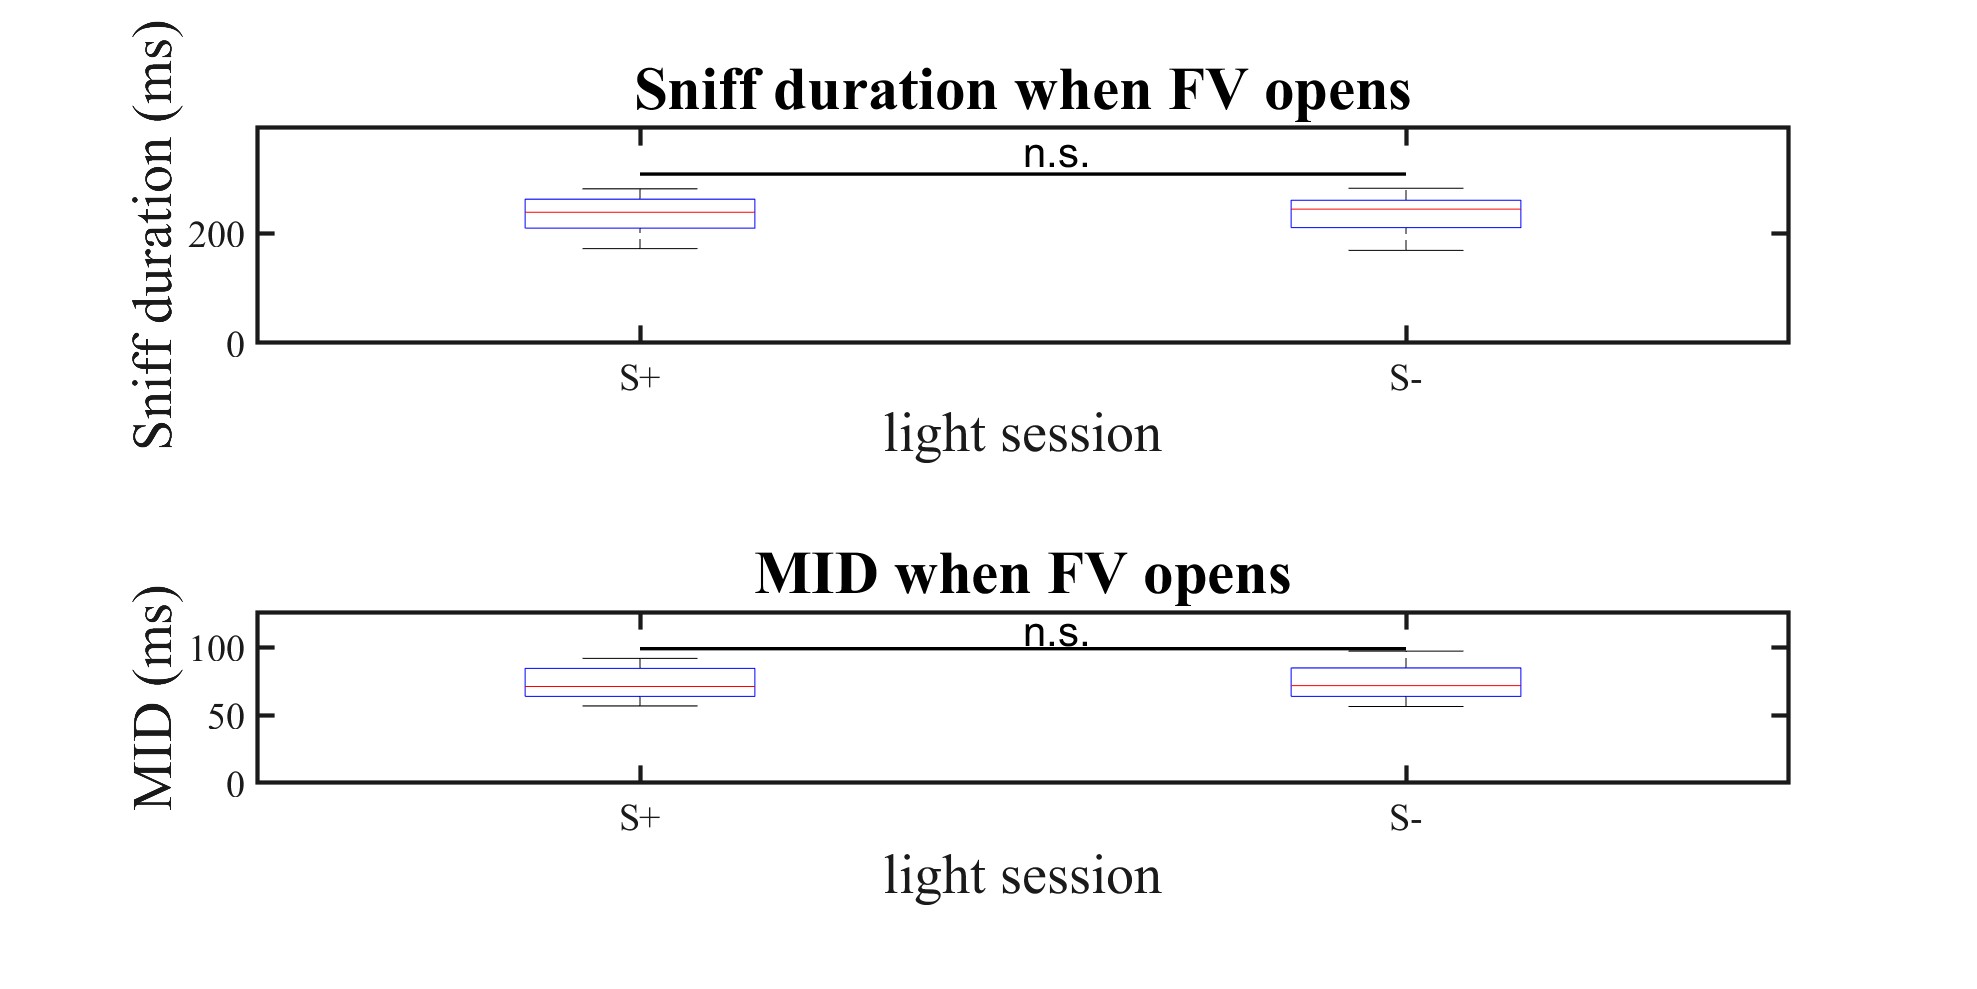 Sniff duration when FV opens
Sniff duration (ms)
n.s.
200
0
S+
S-
light session
MID when FV opens
MID (ms)
n.s.
100
50
0
S+
S-
light session